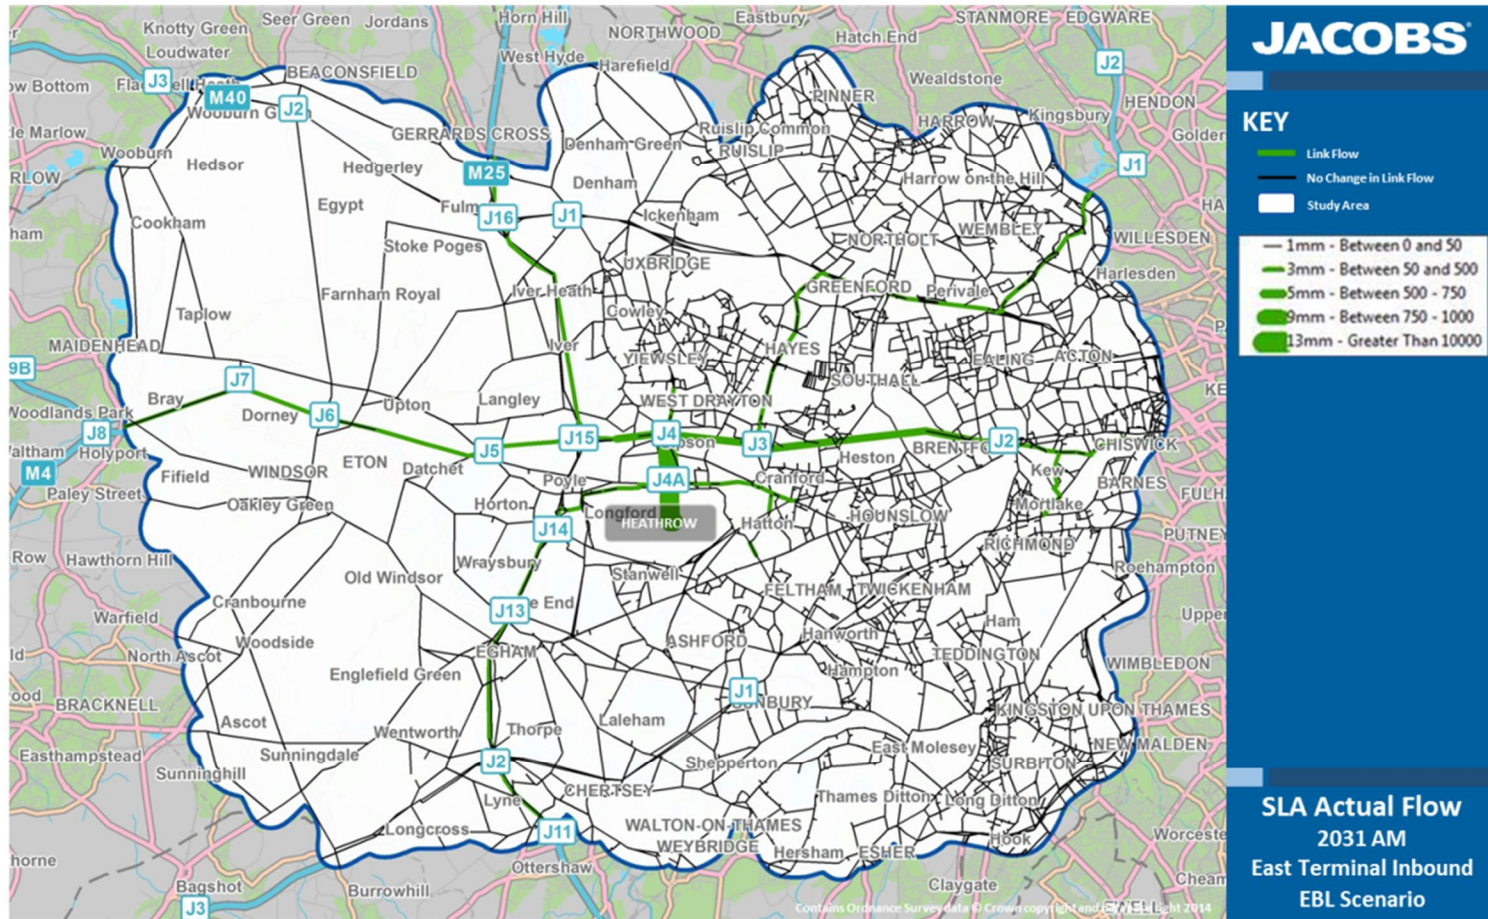 Knotty Green
Seer Green
Jordans
Horn Hill
Eastbury
STANMORE
EDGWARE
Loudwater
West Hyde
NORTHWOOD
Hatch End
J3
BEACONSFIELD
Harefield
Wealdstone
J2
M40
J2
PINNER
HENDON
Wooburn
GERRARDS CROSS
Denham Green
Ruislip Common
RUISLIP
HARROW
Kingsbury
Hedsor
Hedgerley
M25
Denham
Harrow on the Hill
J1
Cookham
Egypt
J16
J1
Ickenham
WEMBLEY
Stoke Poges
NORTHOLT
WILLESDEN
UXBRIDGE
Harlesden
Farnham Royal
Iver Heath
GREENFORD
Perivale
Taplow
Cowley
MAIDENHEAD
Iver
YIEWSLEY
HAYES
EALING
ACTON
9B
J7
SOUTHALL
Bray
Dorney
J6
Upton
Langley
WEST DRAYTON
Woodlands Park
J8
Holyport
J5
J15
J4
J3
Heston
J2
CHISWICK
M4
Fifield
WINDSOR
ETON
Datchet
Poyle
J4A
Cranford
Kew
BARNES
Paley Street
Oakley Green
Horton
Longford
HEATHROW
Hatton
HOUNSLOW
Mortlake
J14
RICHMOND
PUTNEY
Row
Hawthorn Hill
Wraysbury
Stanwell
Roehampton
Old Windsor
FELTHAM
TWICKENHAM
Cranbourne
J13
Warfield
Ham
Woodside
ASHFORD
Hanworth
North Ascot
EGHAM
TEDDINGTON
WIMBLEDON
Englefield Green
Hampton
BRACKNELL
J1
KINGSTON UPON THAMES
Ascot
Wentworth
Thorpe
Laleham
Easthampstead
Sunningdale
J2
Shepperton
East Molesey
NEW MALDEN
Sunninghill
SURBITON
Lyne
CHERTSEY
Thames Ditton
Long Ditton
Longcross
J11
WALTON-ON-THAMES
WEYBRIDGE
Hook
Hersham
ESHER
Ottershaw
Bagshot
Burrowhill
Claygate
J3
JACOBS
KEY
Link Flow
No Change in Link Flow
Study Area
1mm - Between 0 and 50
3mm - Between 50 and 500
5mm - Between 500 - 750
9mm - Between 750 - 1000
13mm - Greater Than 10000
SLA Actual Flow
2031 AM
East Terminal Inbound
EBL Scenario